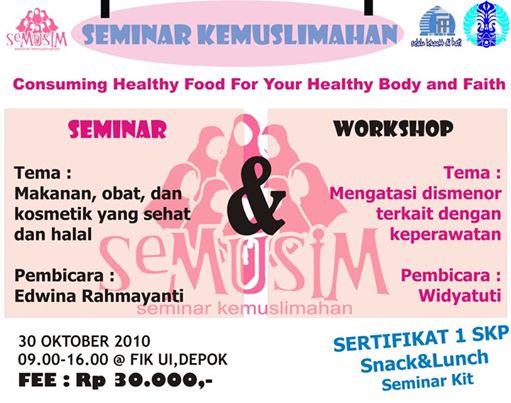 SEMUSIM
seminar kemuslimahan
SEMINAR KEMUSLIMAHAN
Consuming Healthy Food For Your Healthy Body and Faith
SEMINAR
Tema :
Makanan, obat, dan
kosmetik yang sehat
dan halal
Pembicara :
Edwina Rahmayanti
&
WORKSHOP
Tema :
Mengatasi dismenor
terkait dengan
keperawatan
Pembicara :
Widyatuti
SEMUSIM
seminar kemuslimahan
30 OKTOBER 2010
09.00-16.00 @ FIK UI,DEPOK
FEE : Rp 30.000,-
SERTIFIKAT 1 SKP
Snack&Lunch
Seminar Kit